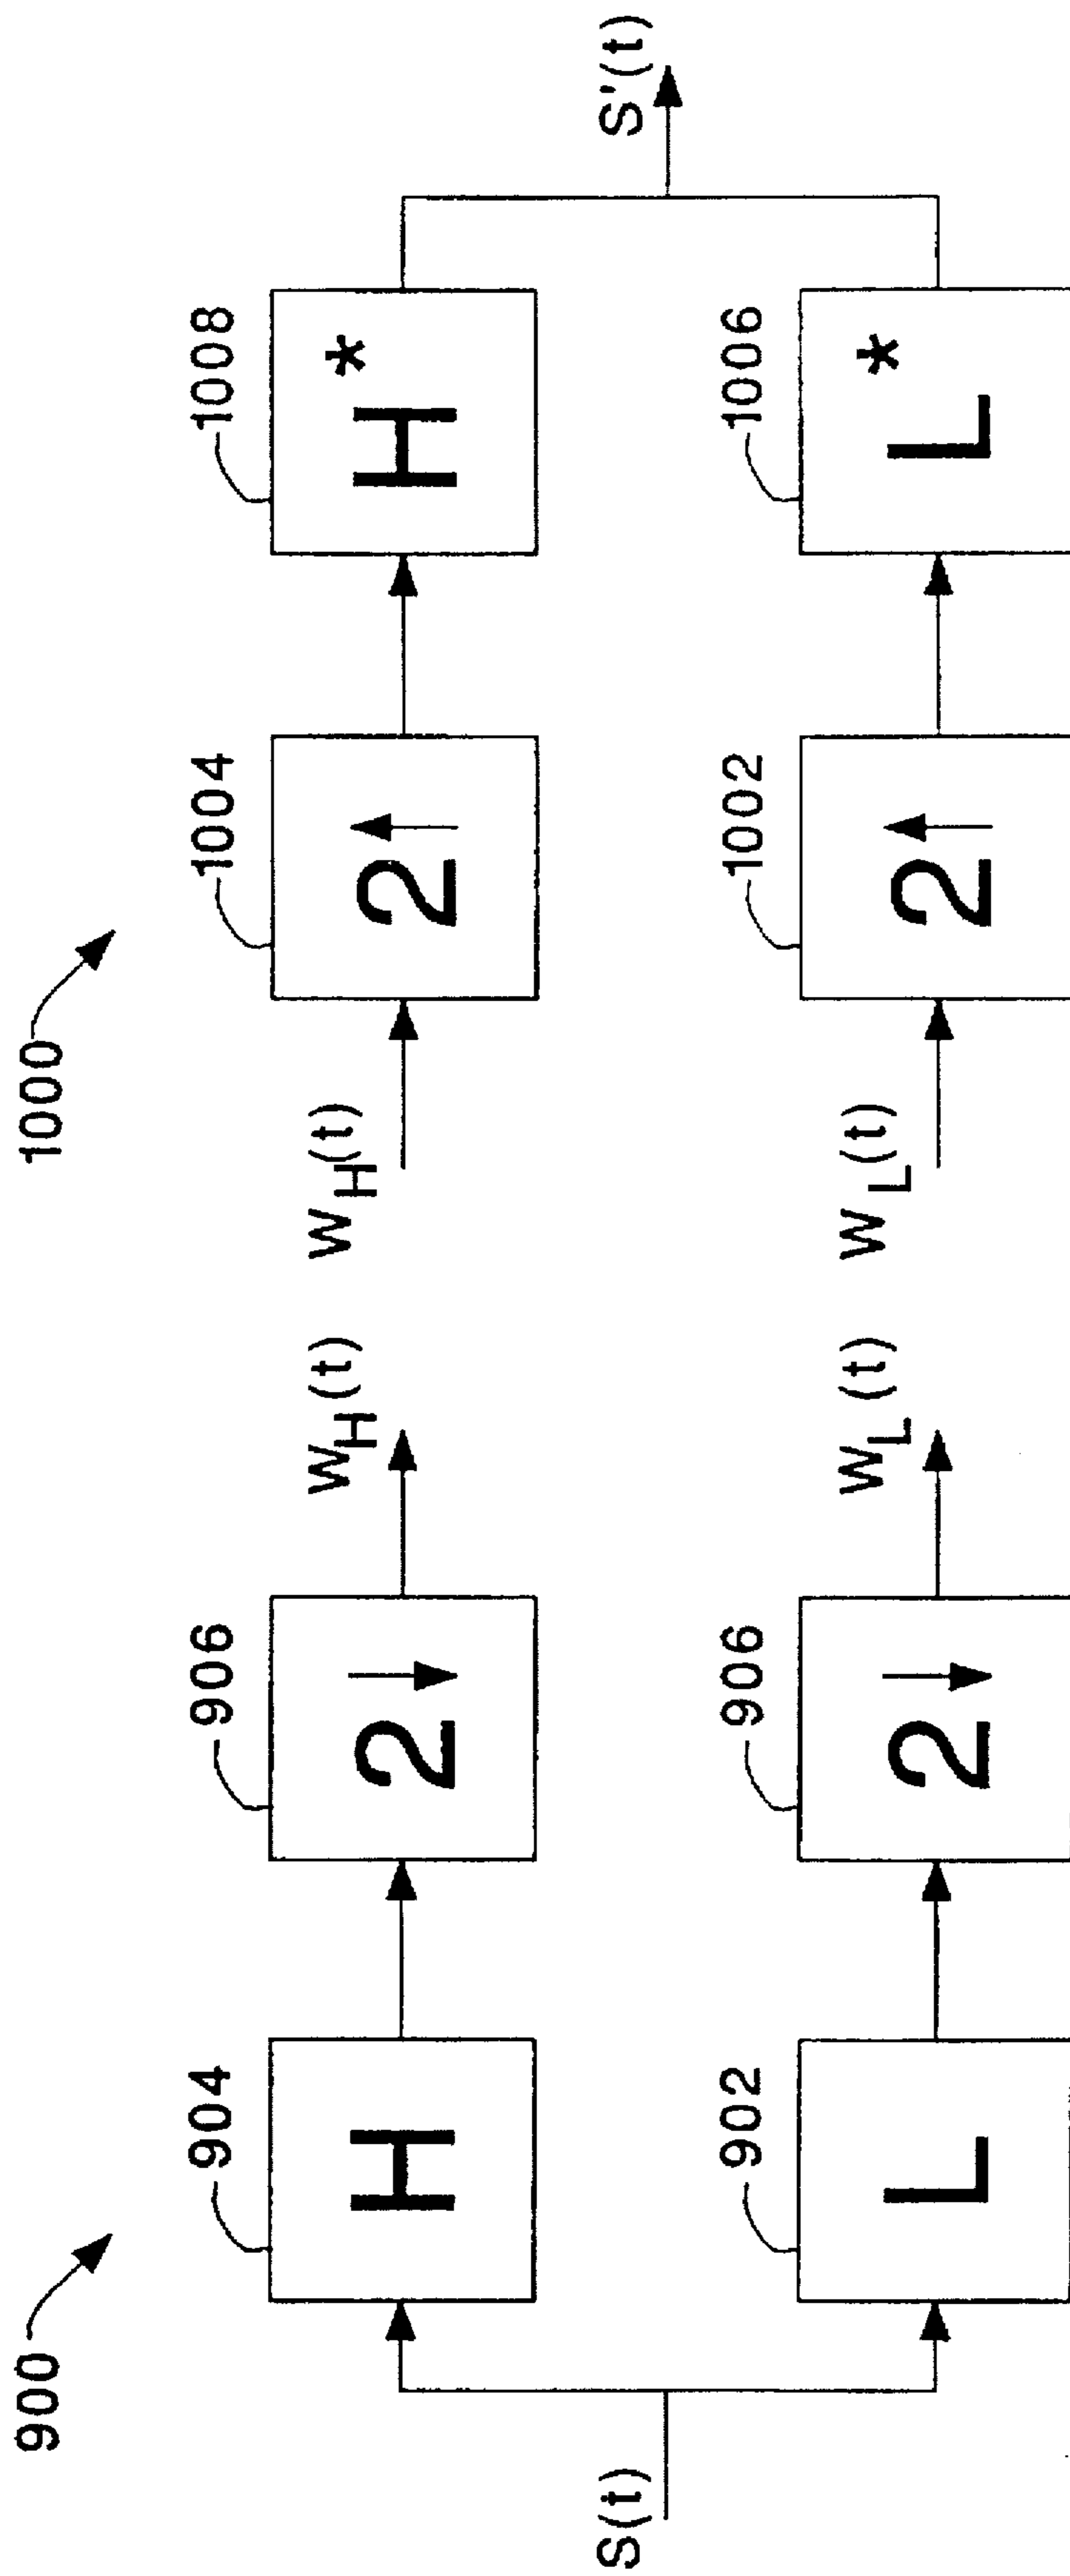 900
904
H
906
2↓
W_H(t)
S(t)
902
L
906
2↓
W_L(t)
1000
W_H(t)
1004
2↑
1008
H*
S'(t)
W_L(t)
1002
2↑
1006
L*